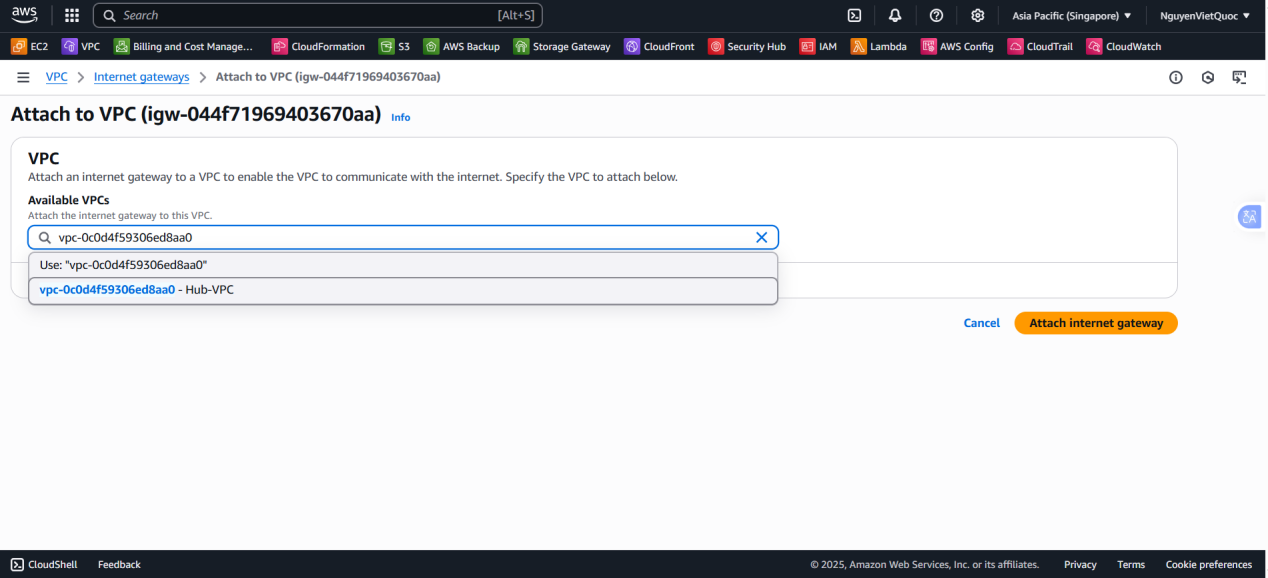 aws
Search [Alt+S]
Asia Pacific (Singapore) ▼ NguyenVietQuoc ▼
EC2 VPC Billing and Cost Manage... CloudFormation S3 AWS Backup Storage Gateway CloudFront Security Hub IAM Lambda AWS Config CloudTrail CloudWatch
VPC > Internet gateways > Attach to VPC (igw-044f71969403670aa)
Attach to VPC (igw-044f71969403670aa) Info
VPC
Attach an internet gateway to a VPC to enable the VPC to communicate with the internet. Specify the VPC to attach below.
Available VPCs
Attach the internet gateway to this VPC.
vpc-0c0d4f59306ed8aa0
Use: "vpc-0c0d4f59306ed8aa0"
vpc-0c0d4f59306ed8aa0 - Hub-VPC
Cancel Attach internet gateway
CloudShell Feedback © 2025, Amazon Web Services, Inc. or its affiliates. Privacy Terms Cookie preferences